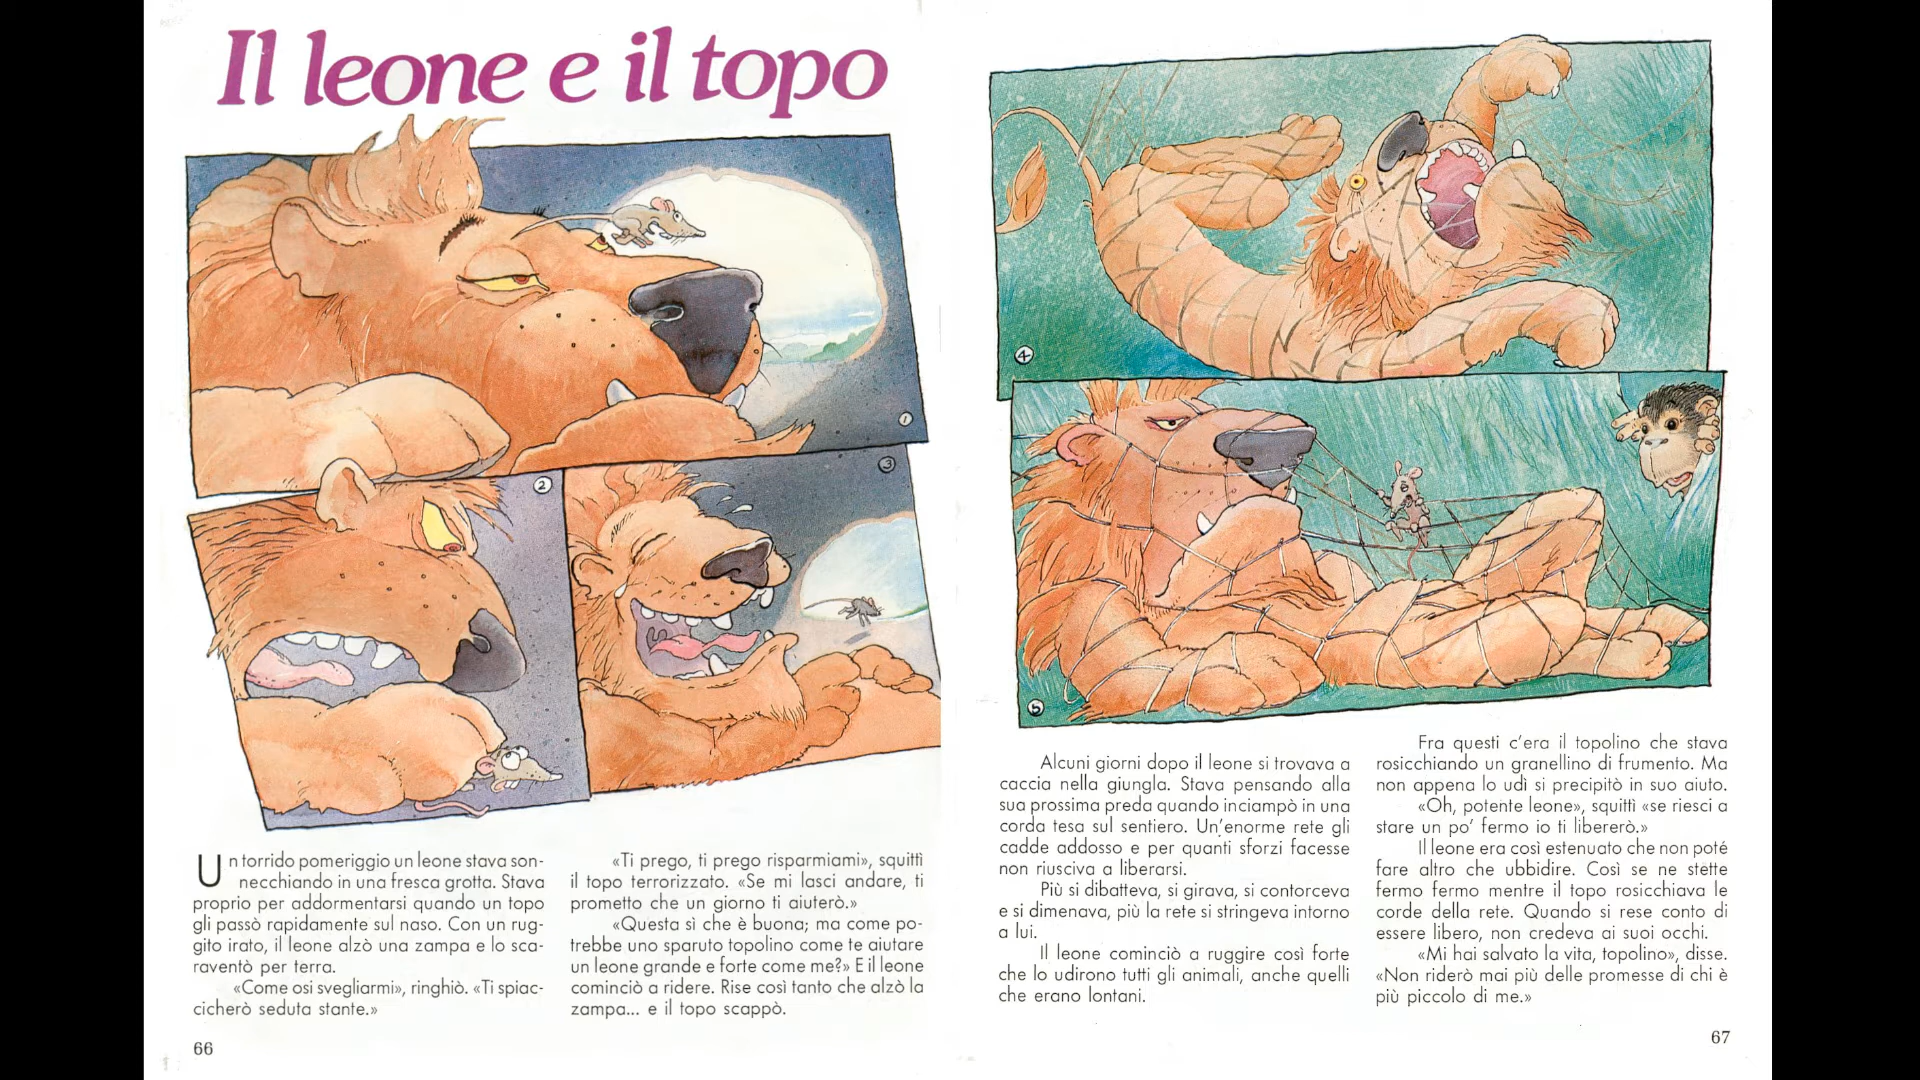 Il leone e il topo
1
2
3
Un torrido pomeriggio un leone stava son-
necchiando in una fresca grotta. Stava
proprio per addormentarsi quando un topo
gli passò rapidamente sul naso. Con un rug-
gito irato, il leone alzò una zampa e lo sca-
raventò per terra.
«Come osi svegliarmi», ringhiò. «Ti spiac-
cicherò seduta stante.»
«Ti prego, ti prego risparmiami», squittì
il topo terrorizzato. «Se mi lasci andare, ti
prometto che un giorno ti aiuterò.»
«Questa sì che è buona; ma come po-
trebbe uno sparuto topolino come te aiutare
un leone grande e forte come me?» E il leone
cominciò a ridere. Rise così tanto che alzò la
zampa... e il topo scappò.
66
4
5
Alcuni giorni dopo il leone si trovava a
caccia nella giungla. Stava pensando alla
sua prossima preda quando inciampò in una
corda tesa sul sentiero. Un'enorme rete gli
cadde addosso e per quanti sforzi facesse
non riusciva a liberarsi.
Più si dibatteva, si girava, si contorceva
e si dimenava, più la rete si stringeva intorno
a lui.
Il leone cominciò a ruggire così forte
che lo udirono tutti gli animali, anche quelli
che erano lontani.
Fra questi c'era il topolino che stava
rosicchiando un granellino di frumento. Ma
non appena lo udì si precipitò in suo aiuto.
«Oh, potente leone», squittì «se riesci a
stare un po' fermo io ti libererò.»
Il leone era così estenuato che non poté
fare altro che ubbidire. Così se ne stette
fermo fermo mentre il topo rosicchiava le
corde della rete. Quando si rese conto di
essere libero, non credeva ai suoi occhi.
«Mi hai salvato la vita, topolino», disse.
«Non riderò mai più delle promesse di chi è
più piccolo di me.»
67